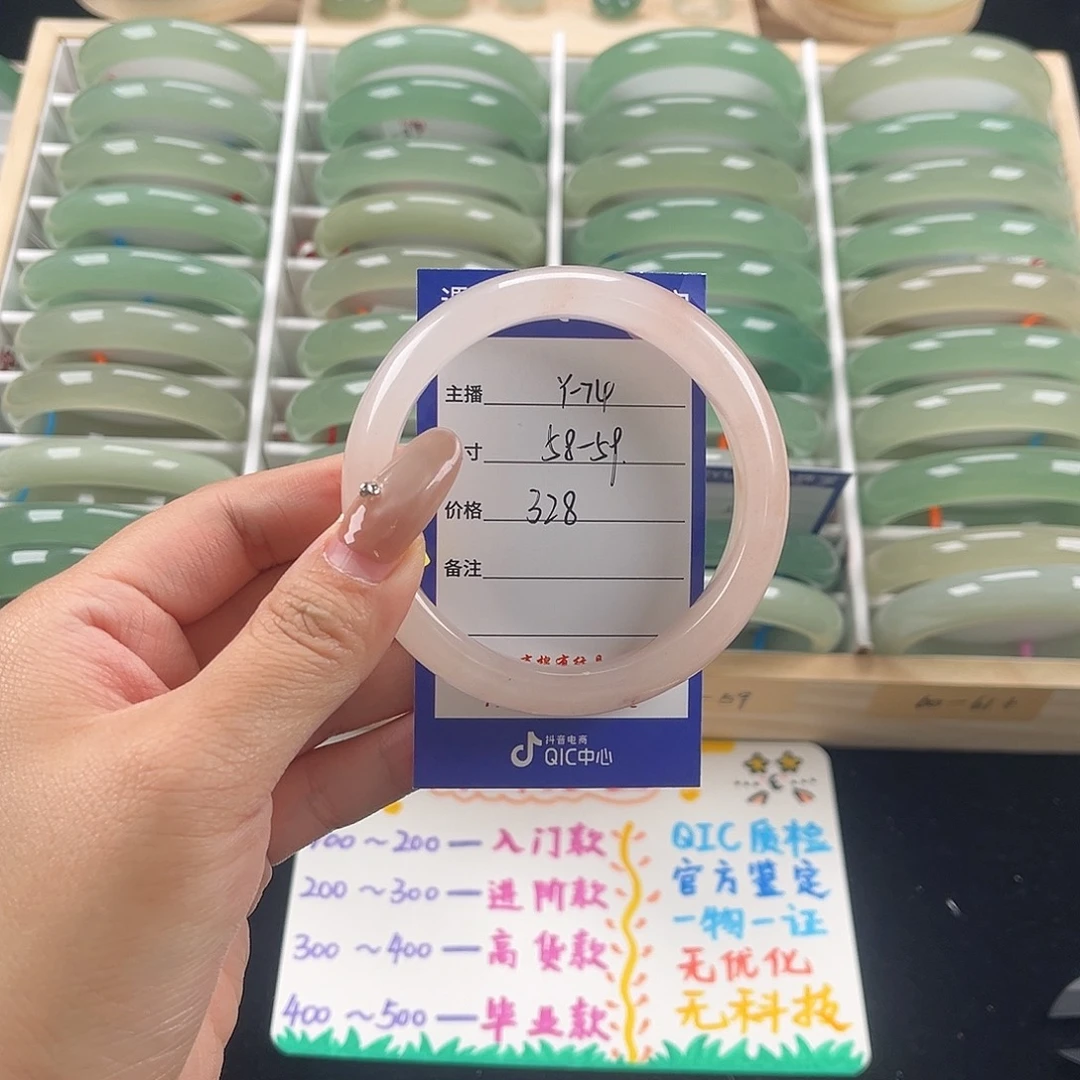 主播 Y-74
寸 58-59.
价格 328
备注
抖音电商
QIC中心
-59
60-61
100~200—入门款
200~300—进阶款
300~400—高货款
400~500—毕业款
QIC质检
官方鉴定
一物一证
无优化
无科技